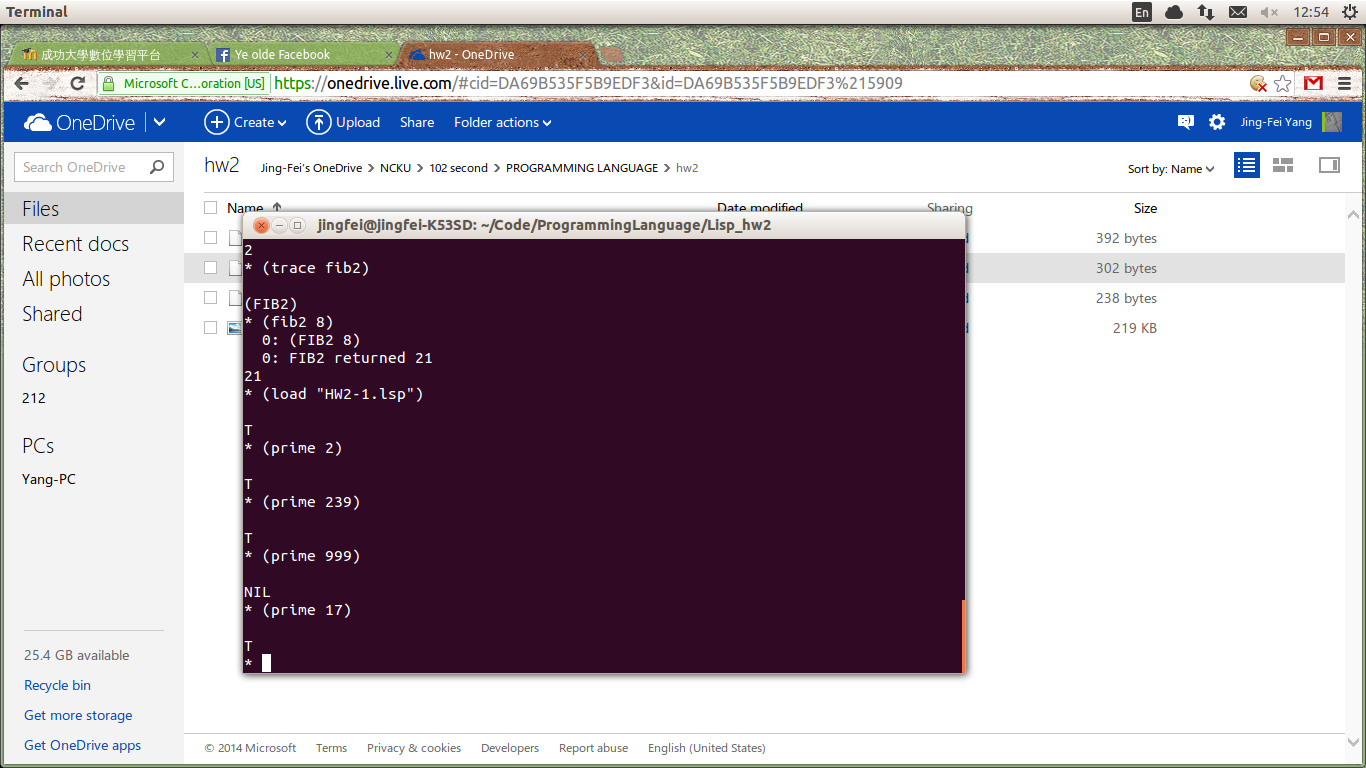 Terminal
En
12:54
成功大學數位學習平台
Ye olde Facebook
hw2 - OneDrive
Microsoft C...oration [US]
https://onedrive.live.com/#cid=DA69B535F5B9EDF3&id=DA69B535F5B9EDF3%215909
OneDrive
Create
Upload
Share
Folder actions
Jing-Fei Yang
Search OneDrive
hw2
Jing-Fei's OneDrive > NCKU > 102 second > PROGRAMMING LANGUAGE > hw2
Sort by: Name
Files
Recent docs
All photos
Shared
Groups
212
PCs
Yang-PC
25.4 GB available
Recycle bin
Get more storage
Get OneDrive apps
Name
Date modified
Sharing
Size
392 bytes
302 bytes
238 bytes
219 KB
jingfei@jingfei-K53SD: ~/Code/ProgrammingLanguage/Lisp_hw2
2
* (trace fib2)
(FIB2)
* (fib2 8)
0: (FIB2 8)
0: FIB2 returned 21
21
* (load "HW2-1.lsp")
T
* (prime 2)
T
* (prime 239)
T
* (prime 999)
NIL
* (prime 17)
T
*
© 2014 Microsoft
Terms
Privacy & cookies
Developers
Report abuse
English (United States)